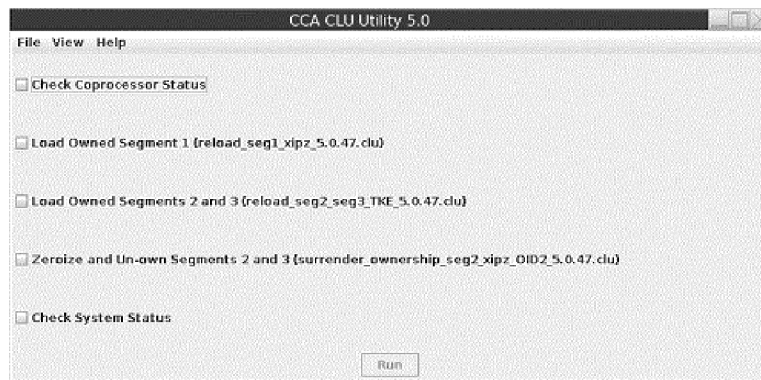 CCA CLU Utility 5.0
File View Help
Check Coprocessor Status
Load Owned Segment 1 (reload_seg1_xipz_5.0.47.clu)
Load Owned Segments 2 and 3 (reload_seg2_seg3_TKE_5.0.47.clu)
Zeroize and Un-own Segments 2 and 3 (surrender_ownership_seg2_xipz_OID2_5.0.47.clu)
Check System Status
Run